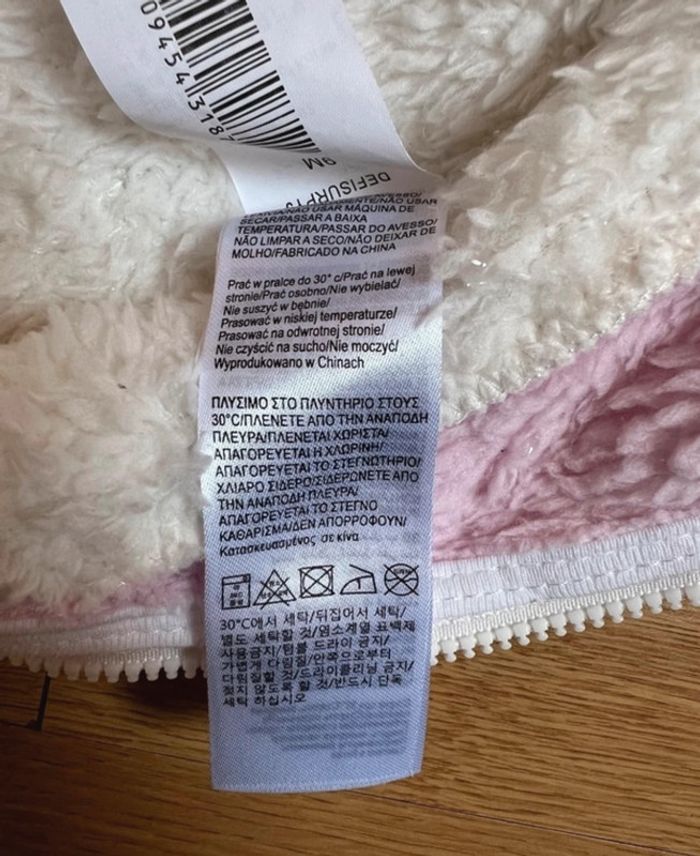 09454318
9M
DEFISURPT
SECAR/PASSAR A BAIXA
TEMPERATURA/PASSAR DO AVESSO/
NÃO LIMPAR A SECO/NÃO DEIXAR DE
MOLHO/FABRICADO NA CHINA
Prać w pralce do 30° c/Prać na lewej
stronie/Prać osobno/Nie wybielać/
Nie suszyć w bębnie/
Prasować w niskiej temperaturze/
Prasować na odwrotnej stronie/
Nie czyścić na sucho/Nie moczyć/
Wyprodukowano w Chinach
ΠΛΥΣΙΜΟ ΣΤΟ ΠΛΥΝΤΗΡΙΟ ΣΤΟΥΣ
30°C/ΠΛΕΝΕΤΕ ΑΠΟ ΤΗΝ ΑΝΑΠΟΔΗ
ΠΛΕΥΡΑ/ΠΛΕΝΕΤΑΙ ΧΩΡΙΣΤΑ/
ΑΠΑΓΟΡΕΥΕΤΑΙ Η ΧΛΩΡΙΝΗ/
ΑΠΑΓΟΡΕΥΕΤΑΙ ΤΟ ΣΤΕΓΝΩΤΗΡΙΟ/
ΧΛΙΑΡΟ ΣΙΔΕΡΟ/ΣΙΔΕΡΩΝΕΤΕ ΑΠΟ
ΤΗΝ ΑΝΑΠΟΔΗ ΠΛΕΥΡΑ/
ΑΠΑΓΟΡΕΥΕΤΑΙ ΤΟ ΣΤΕΓΝΟ
ΚΑΘΑΡΙΣΜΑ/ΔΕΝ ΑΠΟΡΡΟΦΟΥΝ/
Κατασκευασμένος σε κίνα
30°C에서 세탁/뒤집어서 세탁/
별도 세탁할 것/염소계열 표백제
사용금지/텀블 드라이 금지/
가볍게 다림질/안쪽으로부터
다림질할 것/드라이클리닝 금지/
젖지 않도록 할 것/반드시 단독
세탁 하십시오